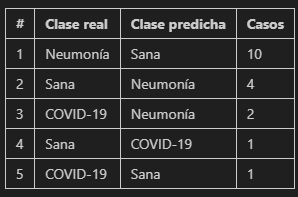 # Clase real Clase predicha Casos
1 Neumonía Sana 10
2 Sana Neumonía 4
3 COVID-19 Neumonía 2
4 Sana COVID-19 1
5 COVID-19 Sana 1